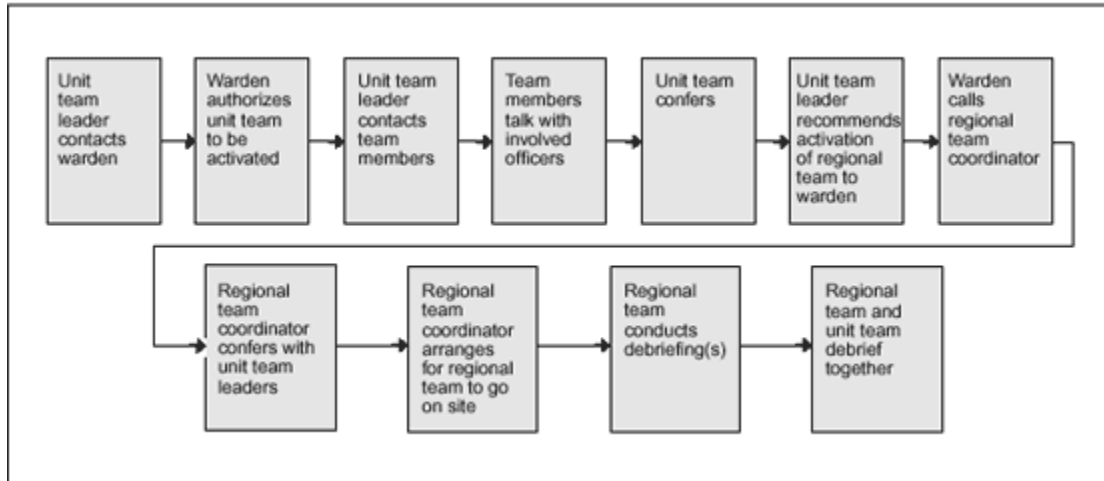 Unit
team
leader
contacts
warden
Warden
authorizes
unit team
to be
activated
Unit team
leader
contacts
team
members
Team
members
talk with
involved
officers
Unit team
confers
Unit team
leader
recommends
activation
of regional
team to
warden
Warden
calls
regional
team
coordinator
Regional
team
coordinator
confers with
unit team
leaders
Regional
team
coordinator
arranges
for regional
team to go
on site
Regional
team
conducts
debriefing(s)
Regional
team and
unit team
debrief
together